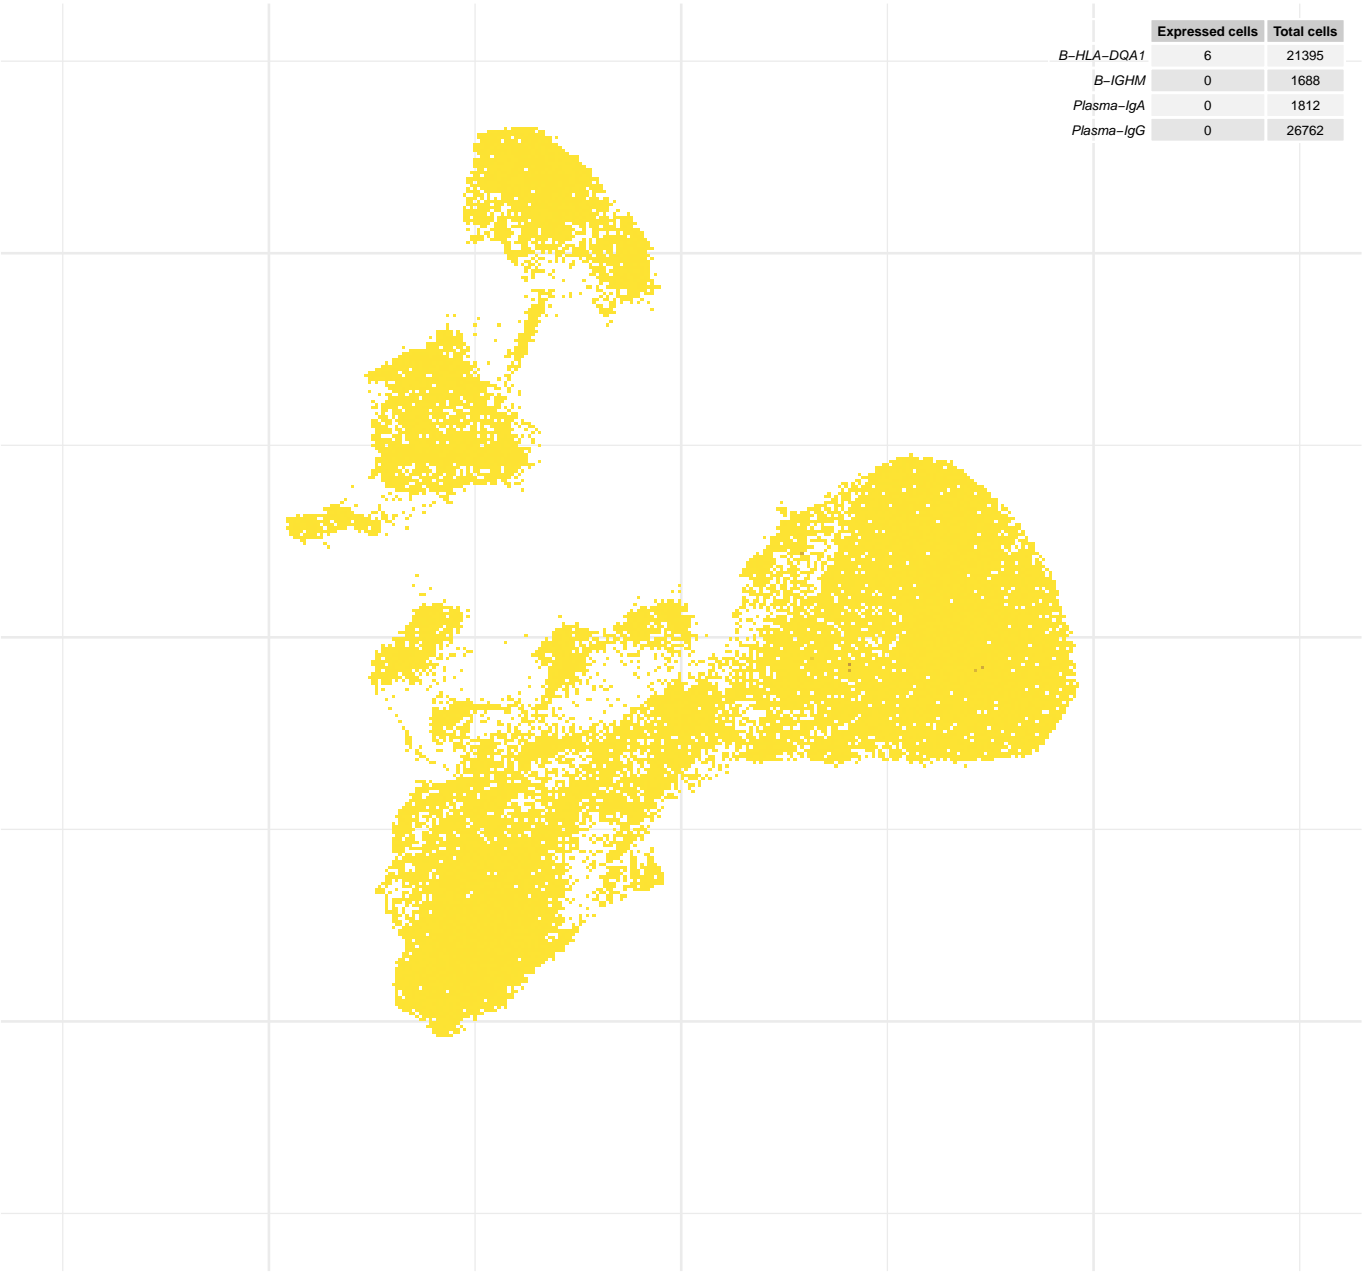 Expressed cells Total cells
B−HLA−DQA1 6 21395
B−IGHM 0 1688
Plasma−IgA 0 1812
Plasma−IgG 0 26762